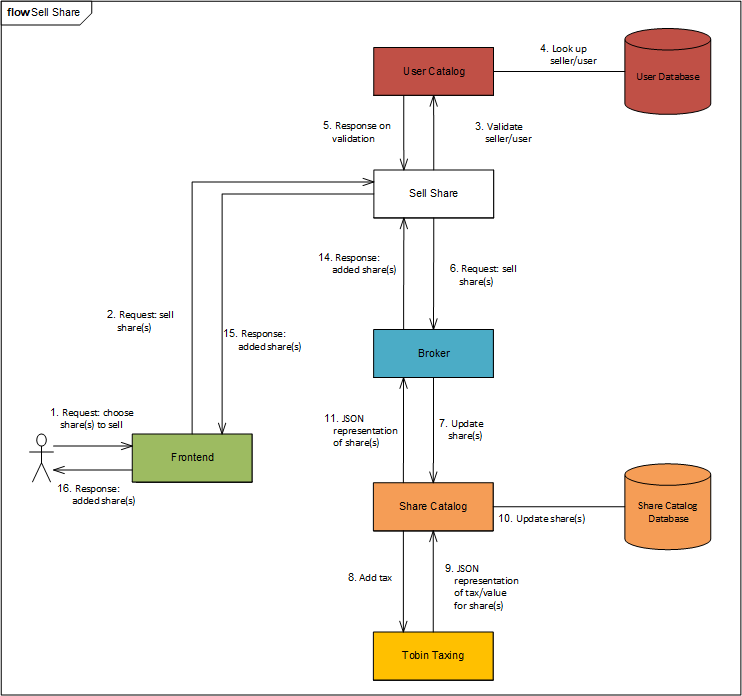 flow Sell Share
User Catalog
4. Look up
seller/user
User Database
5. Response on
validation
3. Validate
seller/user
Sell Share
14. Response:
added share(s)
6. Request: sell
share(s)
2. Request: sell
share(s)
15. Response:
added share(s)
Broker
1. Request: choose
share(s) to sell
11. JSON
representation
of share(s)
7. Update
share(s)
Frontend
16. Response:
added share(s)
Share Catalog
10. Update share(s)
Share Catalog
Database
8. Add tax
9. JSON
representation
of tax/value
for share(s)
Tobin Taxing